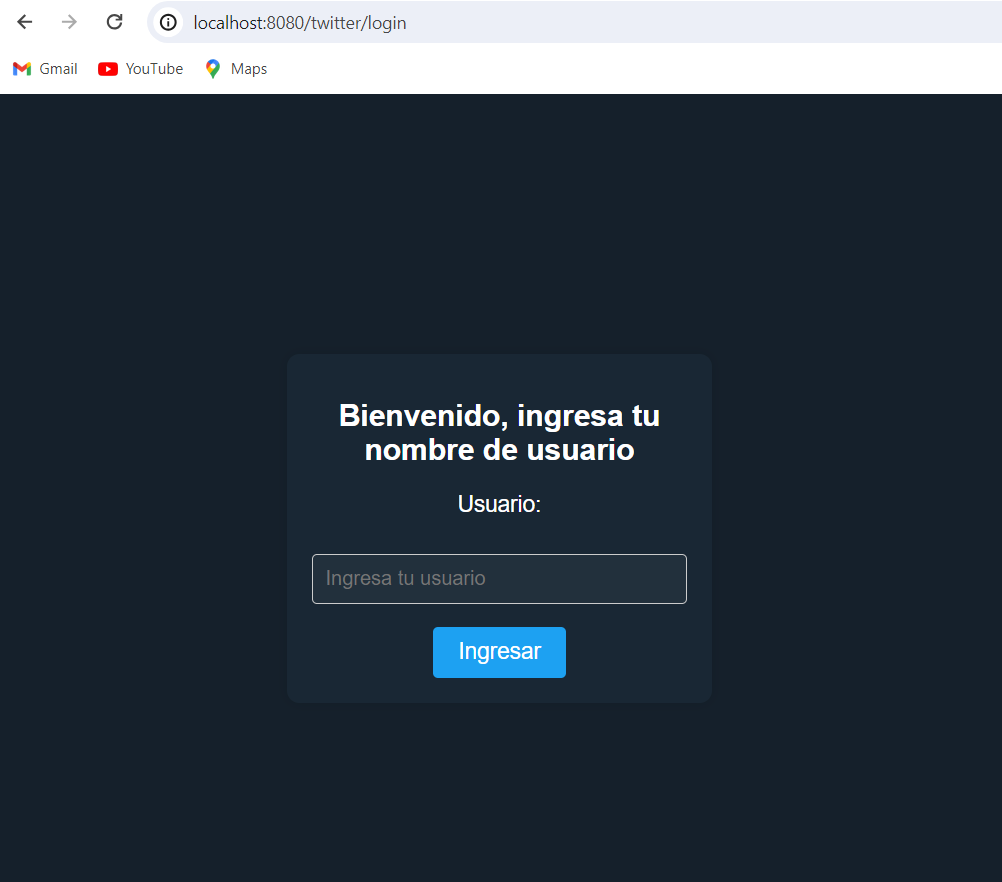 localhost:8080/twitter/login
Gmail YouTube Maps
Bienvenido, ingresa tu
nombre de usuario
Usuario:
Ingresa tu usuario
Ingresar